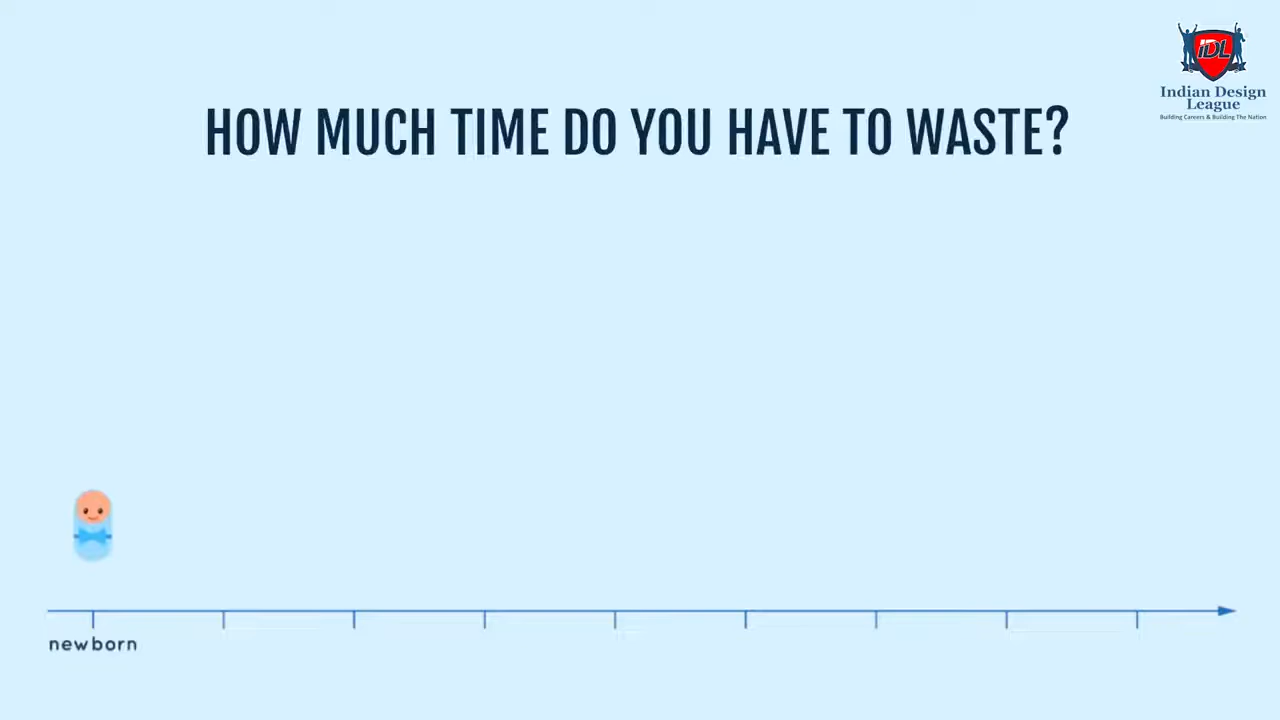 iDL
Indian Design
League
Building Careers & Building The Nation
HOW MUCH TIME DO YOU HAVE TO WASTE?
newborn